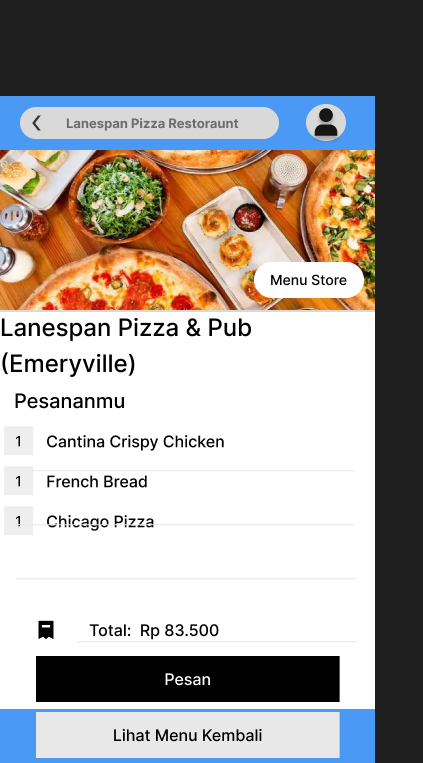 Lanespan Pizza Restoraunt
Menu Store
Lanespan Pizza & Pub
(Emeryville)
Pesananmu
1 Cantina Crispy Chicken
1 French Bread
1 Chicago Pizza
Total: Rp 83.500
Pesan
Lihat Menu Kembali